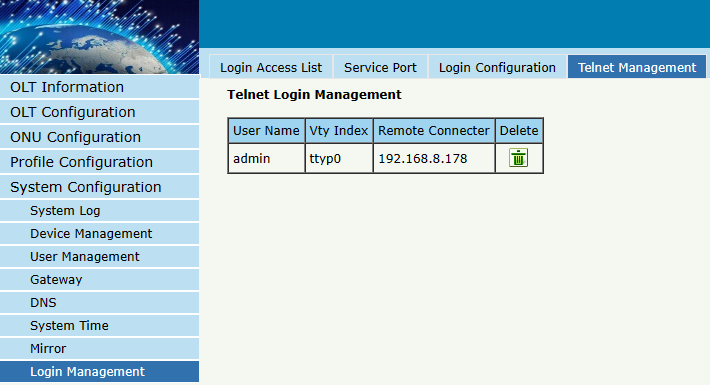 Login Access List Service Port Login Configuration Telnet Management
OLT Information
OLT Configuration
ONU Configuration
Profile Configuration
System Configuration
System Log
Device Management
User Management
Gateway
DNS
System Time
Mirror
Login Management
Telnet Login Management
User Name Vty Index Remote Connecter Delete
admin ttyp0 192.168.8.178